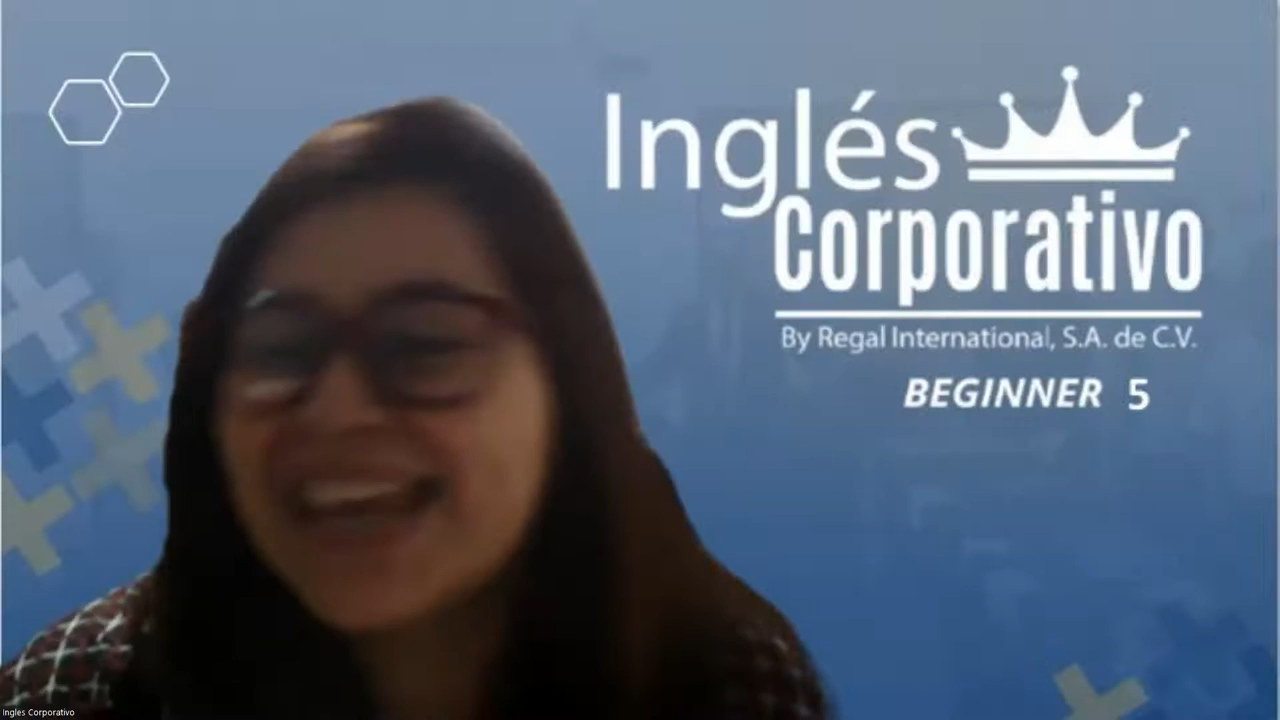 Inglés
Corporativo
By Regal International, S.A. de C.V.
BEGINNER 5
Ingles Corporativo